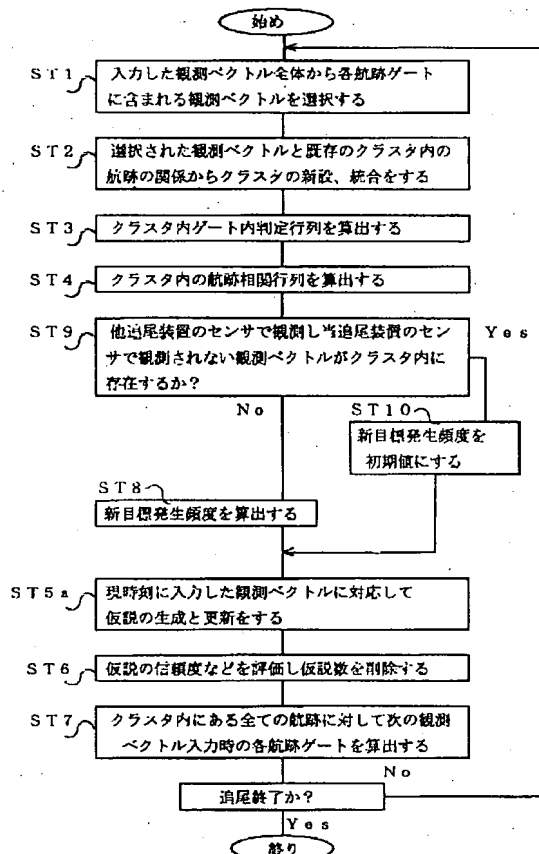 始め
ST1
入力した観測ベクトル全体から各航跡ゲート
に含まれる観測ベクトルを選択する
ST2
選択された観測ベクトルと既存のクラスタ内の
航跡の関係からクラスタの新設、統合をする
ST3
クラスタ内ゲート内判定行列を算出する
ST4
クラスタ内の航跡相関行列を算出する
ST9
他追尾装置のセンサで観測し当追尾装置のセン
サで観測されない観測ベクトルがクラスタ内に
存在するか?
Yes
No
ST10
新目標発生頻度を
初期値にする
ST8
新目標発生頻度を算出する
ST5a
現時刻に入力した観測ベクトルに対応して
仮説の生成と更新をする
ST6
仮説の信頼度などを評価し仮説数を削除する
ST7
クラスタ内にある全ての航跡に対して次の観測
ベクトル入力時の各航跡ゲートを算出する
No
追尾終了か?
Yes
終り